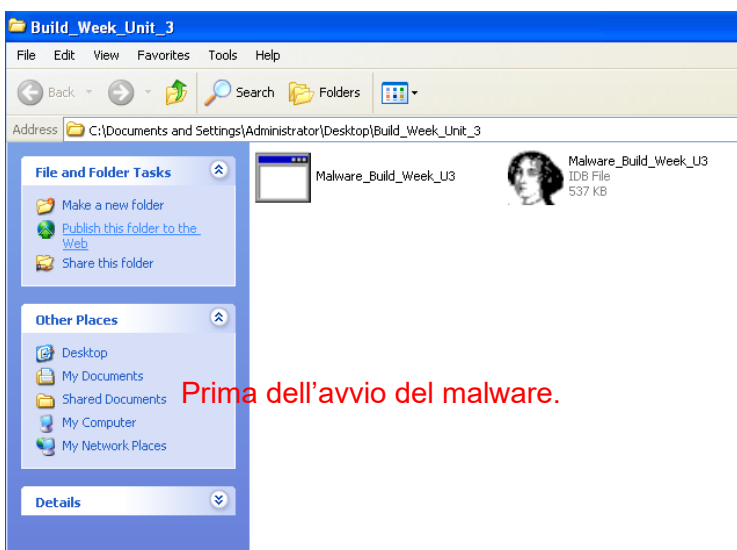 Build_Week_Unit_3
File Edit View Favorites Tools Help
Back Search Folders
Address C:\Documents and Settings\Administrator\Desktop\Build_Week_Unit_3
File and Folder Tasks
Make a new folder
Publish this folder to the
Web
Share this folder
Other Places
Desktop
My Documents
Shared Documents
My Computer
My Network Places
Details
Malware_Build_Week_U3
Malware_Build_Week_U3
IDB File
537 KB
Prima dell’avvio del malware.